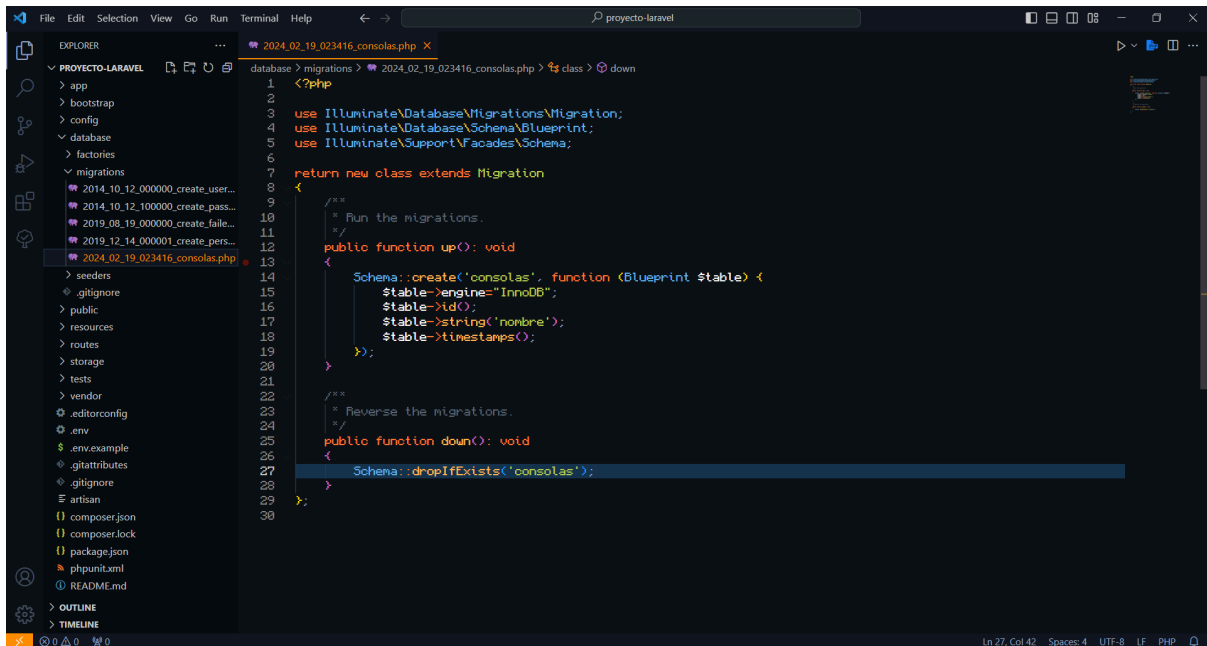 File Edit Selection View Go Run Terminal Help
proyecto-laravel
EXPLORER
PROYECTO-LARAVEL
app
bootstrap
config
database
factories
migrations
2014_10_12_000000_create_user...
2014_10_12_100000_create_pass...
2019_08_19_000000_create_faile...
2019_12_14_000001_create_pers...
2024_02_19_023416_consolas.php
seeders
.gitignore
public
resources
routes
storage
tests
vendor
.editorconfig
.env
$ .env.example
.gitattributes
.gitignore
artisan
{} composer.json
{} composer.lock
{} package.json
phpunit.xml
README.md
OUTLINE
TIMELINE
2024_02_19_023416_consolas.php
database > migrations > 2024_02_19_023416_consolas.php > class > down
1 <?php
2
3 use Illuminate\Database\Migrations\Migration;
4 use Illuminate\Database\Schema\Blueprint;
5 use Illuminate\Support\Facades\Schema;
6
7 return new class extends Migration
8 {
9 /**
10 * Run the migrations.
11 */
12 public function up(): void
13 {
14 Schema::create('consolas', function (Blueprint $table) {
15 $table->engine="InnoDB";
16 $table->id();
17 $table->string('nombre');
18 $table->timestamps();
19 });
20 }
21
22 /**
23 * Reverse the migrations.
24 */
25 public function down(): void
26 {
27 Schema::dropIfExists('consolas');
28 }
29 };
30
0 0 0
Ln 27, Col 42 Spaces: 4 UTF-8 LF PHP